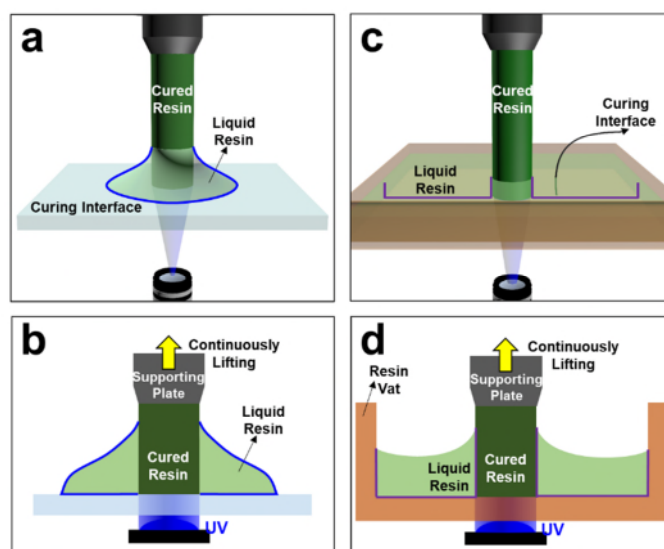 a
Cured
Resin
Liquid
Resin
Curing Interface
c
Cured
Resin
Curing
Interface
Liquid
Resin
b
Continuously
Lifting
Supporting
Plate
Liquid
Resin
Cured
Resin
UV
d
Continuously
Lifting
Resin
Vat
Supporting
Plate
Liquid
Resin
Cured
Resin
UV